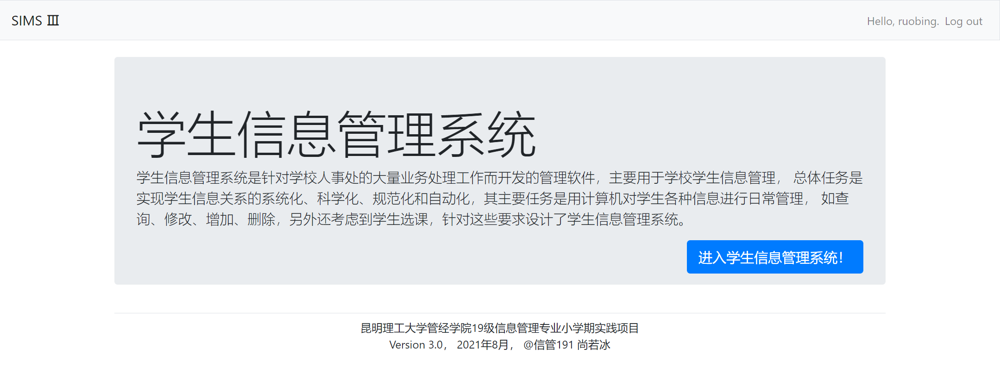 SIMS Ⅲ
Hello, ruobing. Log out
学生信息管理系统
学生信息管理系统是针对学校人事处的大量业务处理工作而开发的管理软件，主要用于学校学生信息管理， 总体任务是
实现学生信息关系的系统化、科学化、规范化和自动化，其主要任务是用计算机对学生各种信息进行日常管理， 如查
询、修改、增加、删除，另外还考虑到学生选课，针对这些要求设计了学生信息管理系统。
进入学生信息管理系统！
昆明理工大学管经学院19级信息管理专业小学期实践项目
Version 3.0， 2021年8月， @信管191 尚若冰